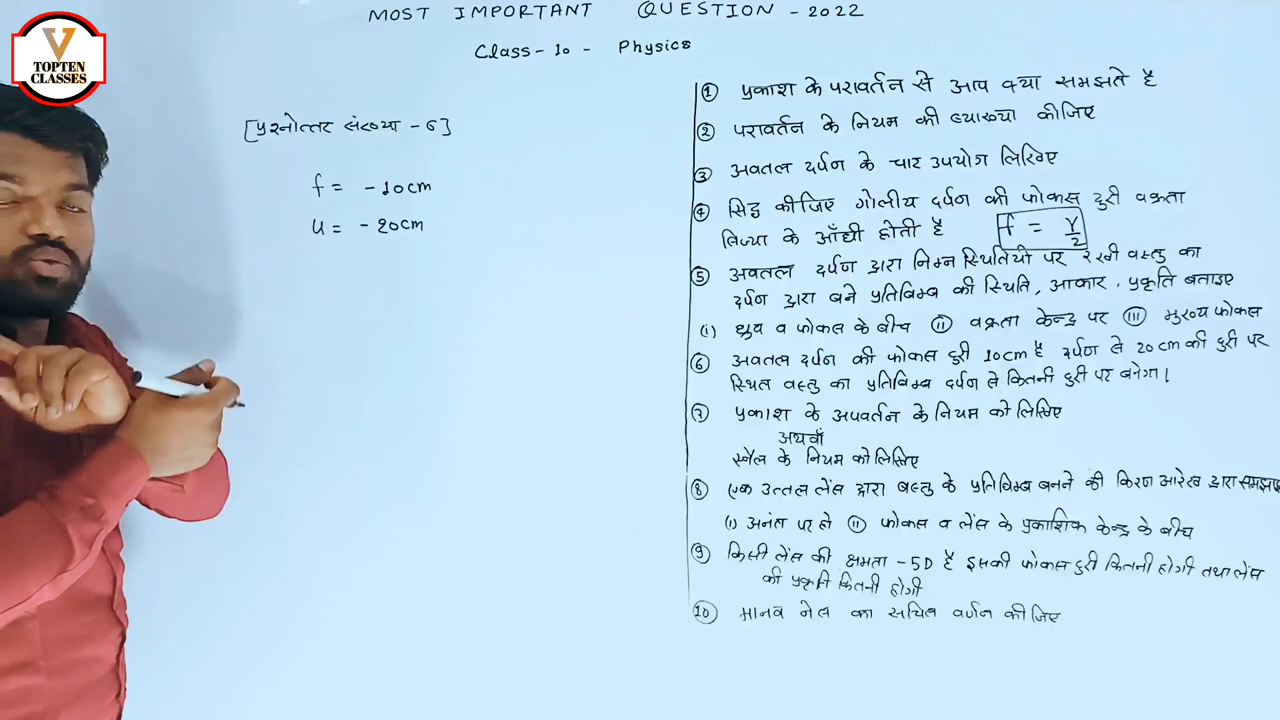 MOST IMPORTANT QUESTION - 2022
Class - 10 - Physics
V
TOPTEN
CLASSES
[प्रश्नोत्तर संख्या - 6]
f = - 10cm
u = - 20cm
① प्रकाश के परावर्तन से आप क्या समझते है
② परावर्तन के नियम की व्याख्या कीजिए
③ अवतल दर्पण के चार उपयोग लिखिए
④ सिद्ध कीजिए गोलीय दर्पण की फोकस दुरी वक्रता
त्रिज्या के आँधी होती है f = r/2
⑤ अवतल दर्पण द्वारा निम्न स्थितियों पर रखी वस्तु का
दर्पण द्वारा बने प्रतिबिम्ब की स्थिति, आकार, प्रकृति बताइए
(i) ध्रुव व फोकस के बीच (ii) वक्रता केन्द्र पर (iii) मुख्य फोकस
⑥ अवतल दर्पण की फोकस दुरी 10cm है दर्पण से 20cm की दुरी पर
स्थित वस्तु का प्रतिबिम्ब दर्पण से कितनी दुरी पर बनेगा।
⑦ प्रकाश के अपवर्तन के नियम को लिखिए
अथवाँ
स्नैल के नियम को लिखिए
⑧ एक उत्तल लेंस द्वारा वस्तु के प्रतिबिम्ब बनने की किरण आरेख द्वारा समझाए
(i) अनंत पर हो (ii) फोकस व लेंस के प्रकाशिक केन्द्र के बीच
⑨ किसी लेंस की क्षमता -5D है इसकी फोकस दुरी कितनी होगी तथा लेंस
की प्रकृति कितनी होगी
⑩ मानव नेत्र का सचित्र वर्णन कीजिए